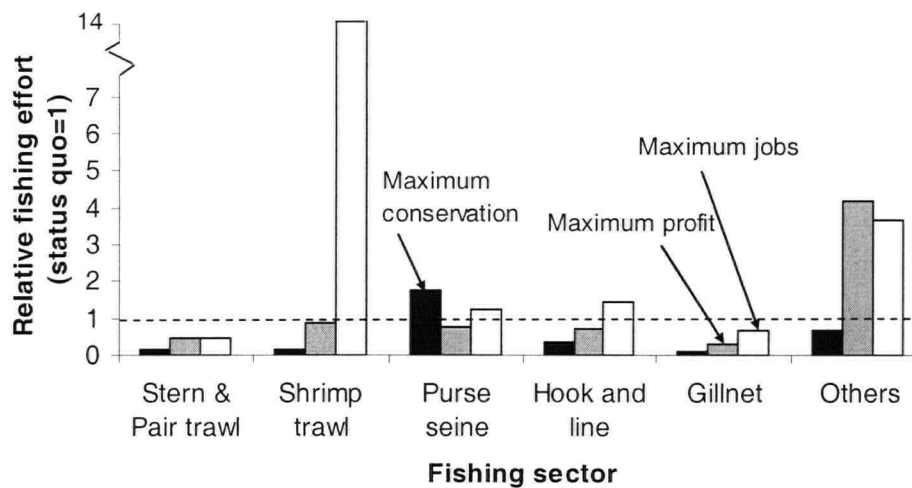 Relative fishing effort
(status quo=1)
14
7
6
5
4
3
2
1
0
Maximum
conservation
Maximum profit
Maximum jobs
Stern &
Pair trawl
Shrimp
trawl
Purse
seine
Hook and
line
Gillnet
Others
Fishing sector